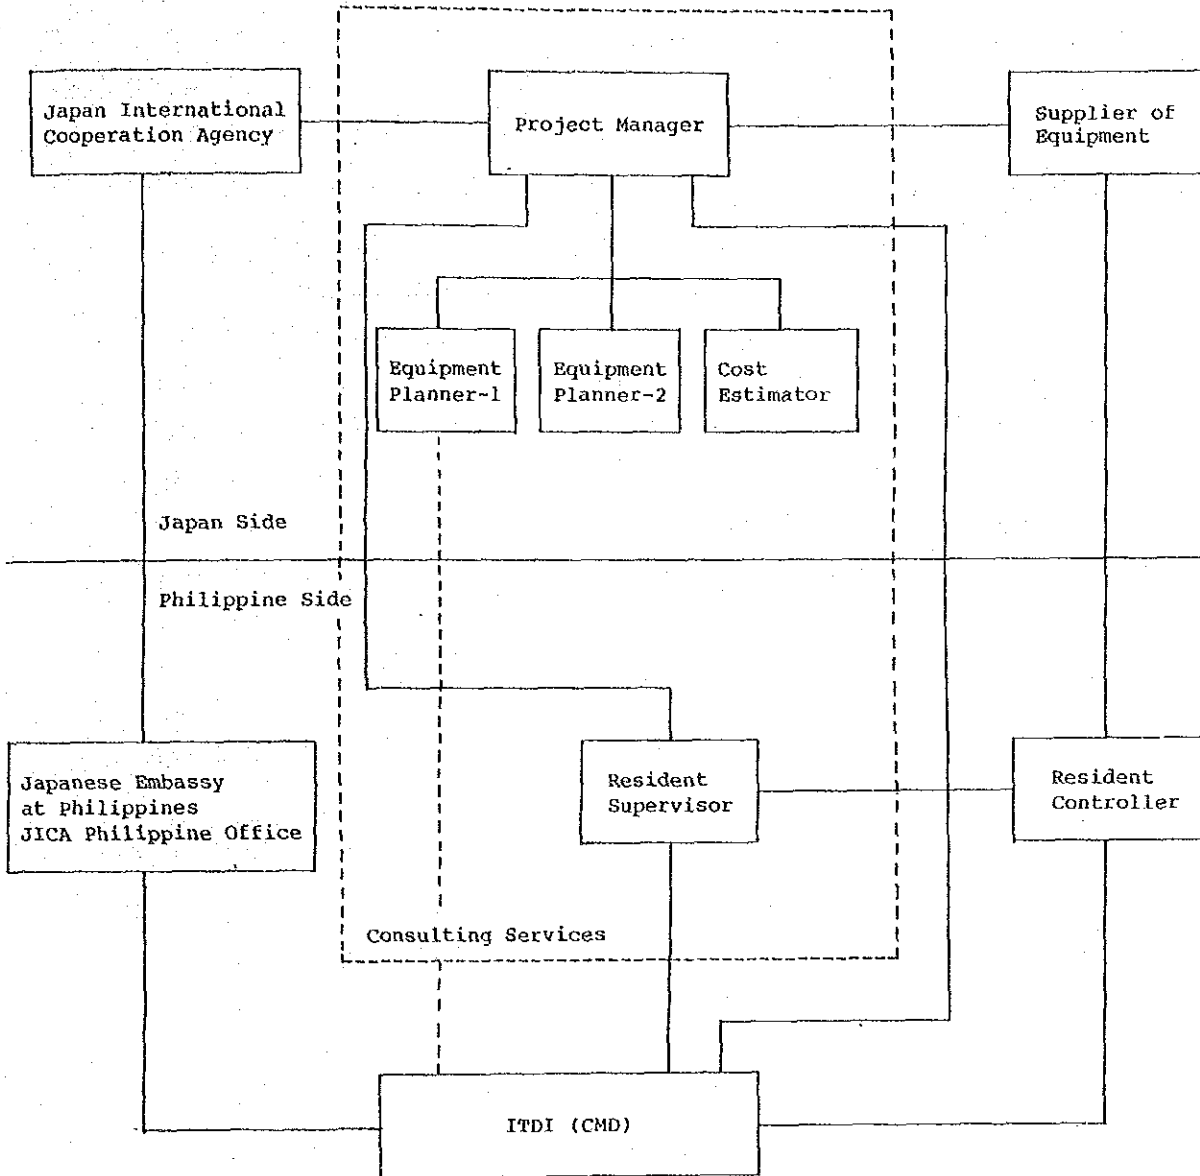 Japan International
Cooperation Agency
Project Manager
Supplier of
Equipment
Equipment
Planner-1
Equipment
Planner-2
Cost
Estimator
Japan Side
Philippine Side
Japanese Embassy
at Philippines
JICA Philippine Office
Resident
Supervisor
Resident
Controller
Consulting Services
ITDI (CMD)